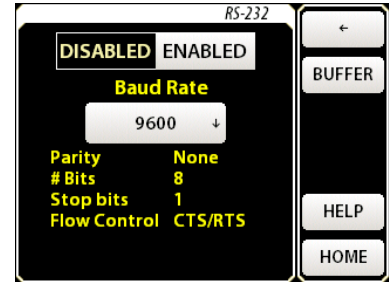 RS-232
DISABLED ENABLED
Baud Rate
9600 ↓
Parity None
# Bits 8
Stop bits 1
Flow Control CTS/RTS
←
BUFFER
HELP
HOME